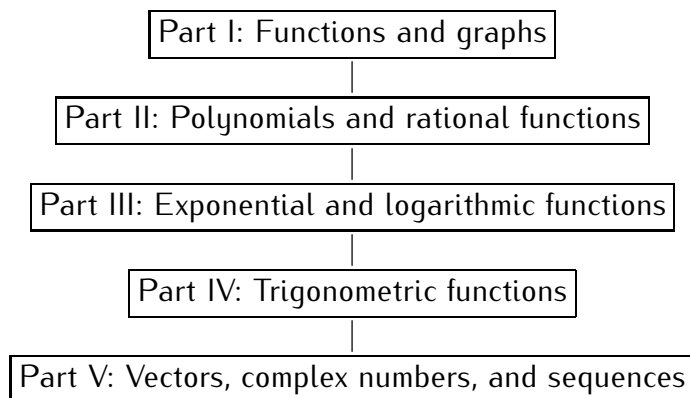 Part I: Functions and graphs
Part II: Polynomials and rational functions
Part III: Exponential and logarithmic functions
Part IV: Trigonometric functions
Part V: Vectors, complex numbers, and sequences